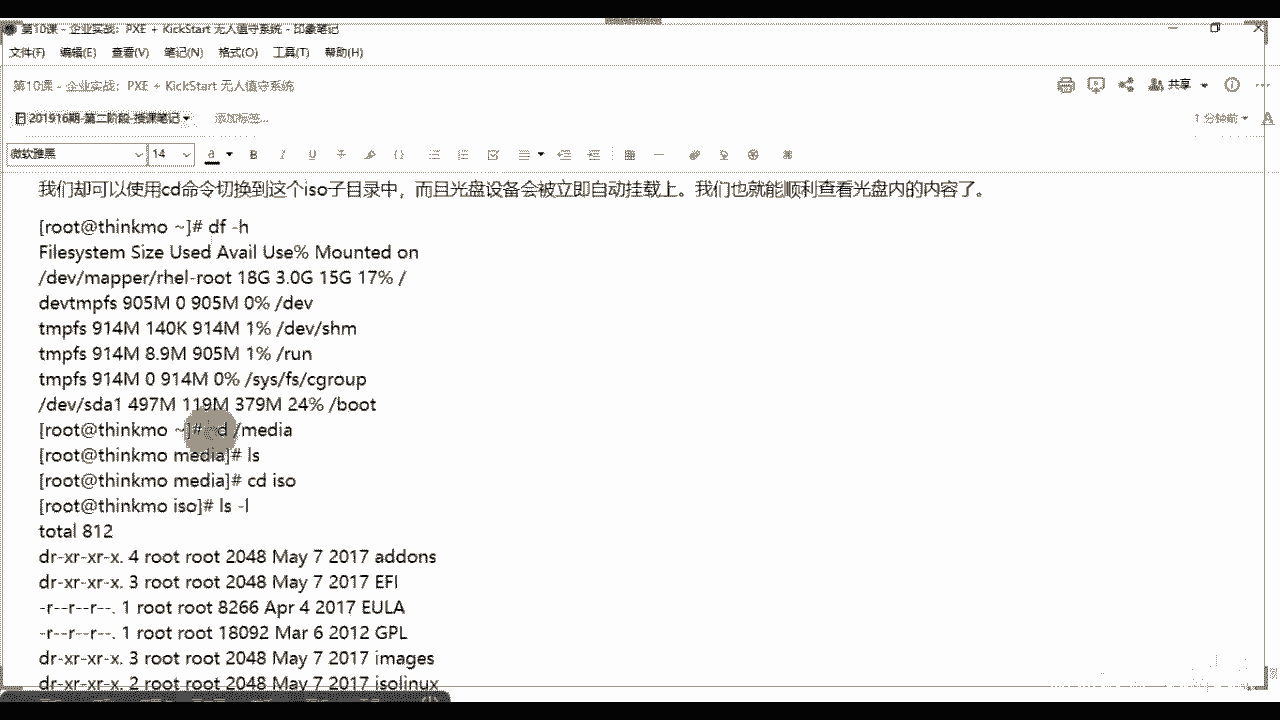 第10课 - 企业实战：PXE + KickStart 无人值守系统 - 印象笔记
文件(F) 编辑(E) 查看(V) 笔记(N) 格式(O) 工具(T) 帮助(H)
第10课 - 企业实战：PXE + KickStart 无人值守系统
共享
201916期-第二阶段-授课笔记
添加标签...
1 分钟前
微软雅黑 14
我们却可以使用cd命令切换到这个iso子目录中，而且光盘设备会被立即自动挂载上。我们也就能顺利查看光盘内的内容了。
[root@thinkmo ~]# df -h
Filesystem Size Used Avail Use% Mounted on
/dev/mapper/rhel-root 18G 3.0G 15G 17% /
devtmpfs 905M 0 905M 0% /dev
tmpfs 914M 140K 914M 1% /dev/shm
tmpfs 914M 8.9M 905M 1% /run
tmpfs 914M 0 914M 0% /sys/fs/cgroup
/dev/sda1 497M 119M 379M 24% /boot
[root@thinkmo ~]# cd /media
[root@thinkmo media]# ls
[root@thinkmo media]# cd iso
[root@thinkmo iso]# ls -l
total 812
dr-xr-xr-x. 4 root root 2048 May 7 2017 addons
dr-xr-xr-x. 3 root root 2048 May 7 2017 EFI
-r--r--r--. 1 root root 8266 Apr 4 2017 EULA
-r--r--r--. 1 root root 18092 Mar 6 2012 GPL
dr-xr-xr-x. 3 root root 2048 May 7 2017 images
dr-xr-xr-x. 2 root root 2048 May 7 2017 isolinux